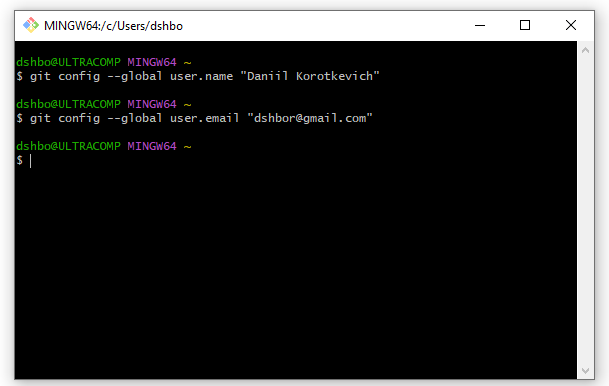 MINGW64:/c/Users/dshbo
dshbo@ULTRACOMP MINGW64 ~
$ git config --global user.name "Daniil Korotkevich"
dshbo@ULTRACOMP MINGW64 ~
$ git config --global user.email "dshbor@gmail.com"
dshbo@ULTRACOMP MINGW64 ~
$